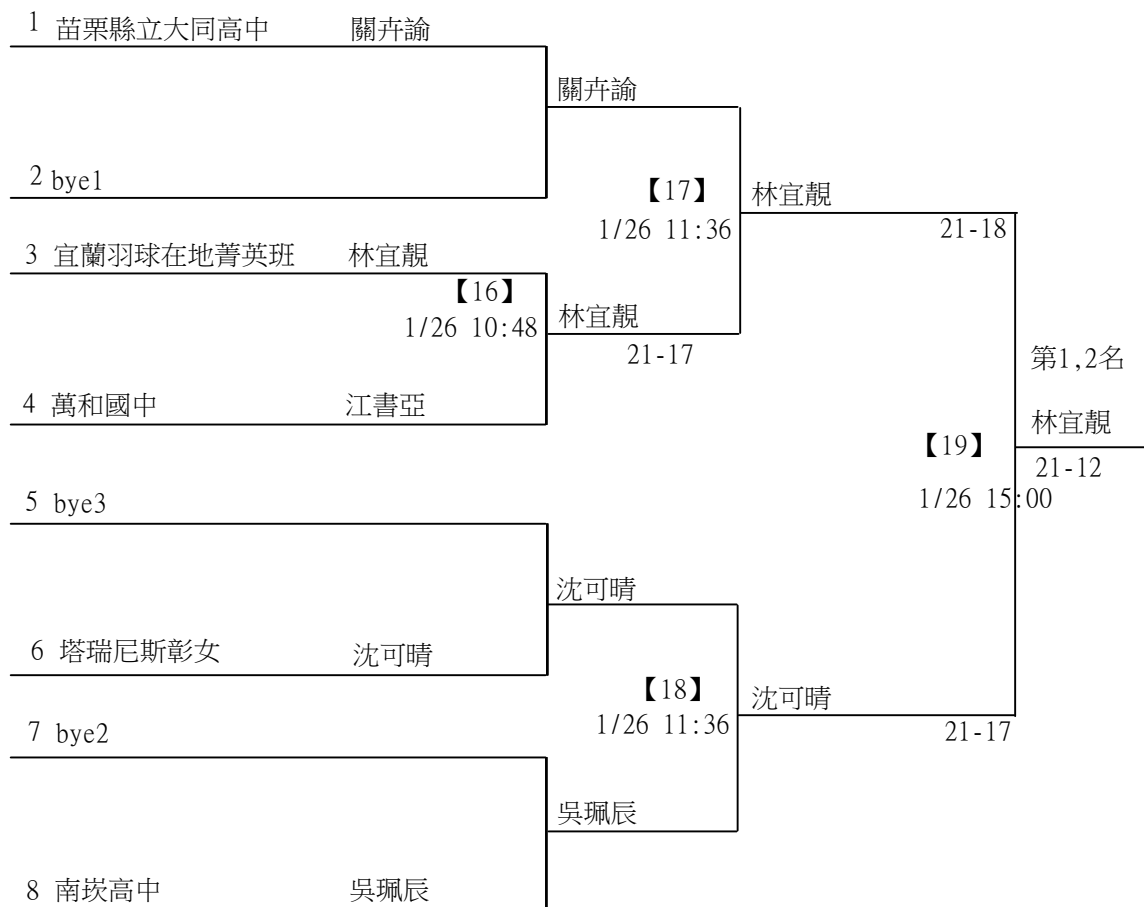 1 苗栗縣立大同高中 關卉諭
關卉諭
2 bye1
【17】
林宜靚
1/26 11:36
21-18
3 宜蘭羽球在地菁英班 林宜靚
【16】
林宜靚
1/26 10:48
21-17
第1,2名
4 萬和國中 江書亞
林宜靚
【19】
21-12
5 bye3
1/26 15:00
沈可晴
6 塔瑞尼斯彰女 沈可晴
【18】
沈可晴
7 bye2
1/26 11:36
21-17
吳珮辰
8 南崁高中 吳珮辰